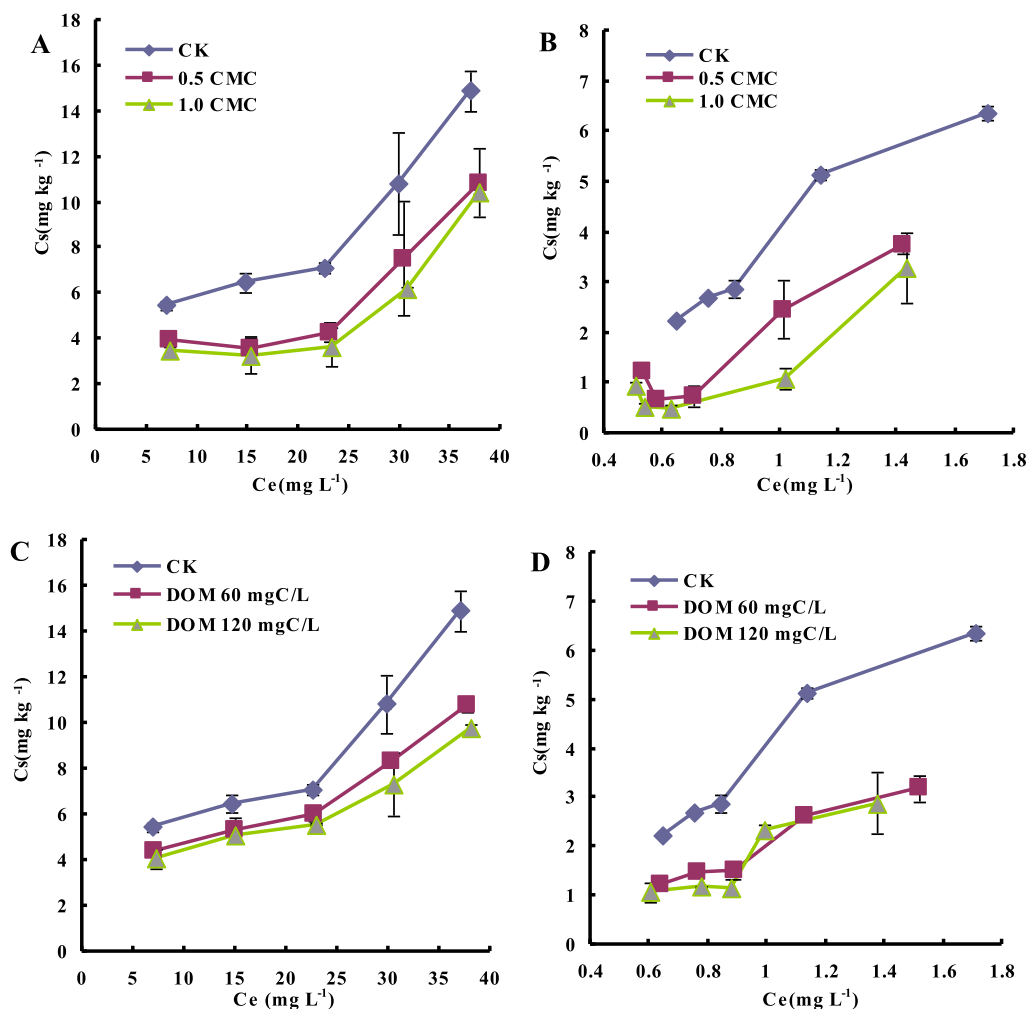 A
CK
0.5 CMC
1.0 CMC
Cs(mg kg -1)
18
16
14
12
10
8
6
4
2
0
0 5 10 15 20 25 30 35 40
Ce(mg L-1)
B
CK
0.5 CMC
1.0 CMC
Cs(mg kg -1)
8
7
6
5
4
3
2
1
0
0.4 0.6 0.8 1 1.2 1.4 1.6 1.8
Ce(mg L-1)
C
CK
DOM 60 mgC/L
DOM 120 mgC/L
Cs(mg kg -1)
18
16
14
12
10
8
6
4
2
0
0 5 10 15 20 25 30 35 40
Ce (mg L-1)
D
CK
DOM 60 mgC/L
DOM 120 mgC/L
Cs(mg kg -1)
8
7
6
5
4
3
2
1
0
0.4 0.6 0.8 1 1.2 1.4 1.6 1.8
Ce(mg L-1)